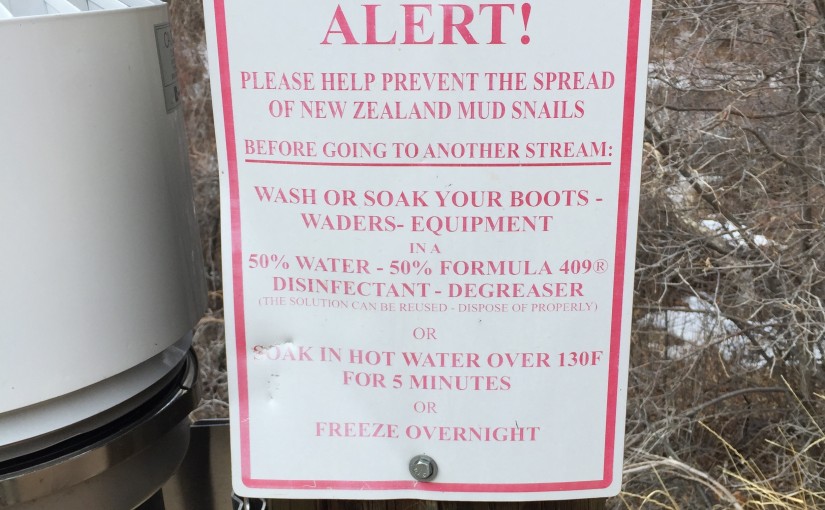 ALERT!
PLEASE HELP PREVENT THE SPREAD
OF NEW ZEALAND MUD SNAILS
BEFORE GOING TO ANOTHER STREAM:
WASH OR SOAK YOUR BOOTS -
WADERS- EQUIPMENT
IN A
50% WATER - 50% FORMULA 409®
DISINFECTANT - DEGREASER
(THE SOLUTION CAN BE REUSED - DISPOSE OF PROPERLY)
OR
SOAK IN HOT WATER OVER 130F
FOR 5 MINUTES
OR
FREEZE OVERNIGHT